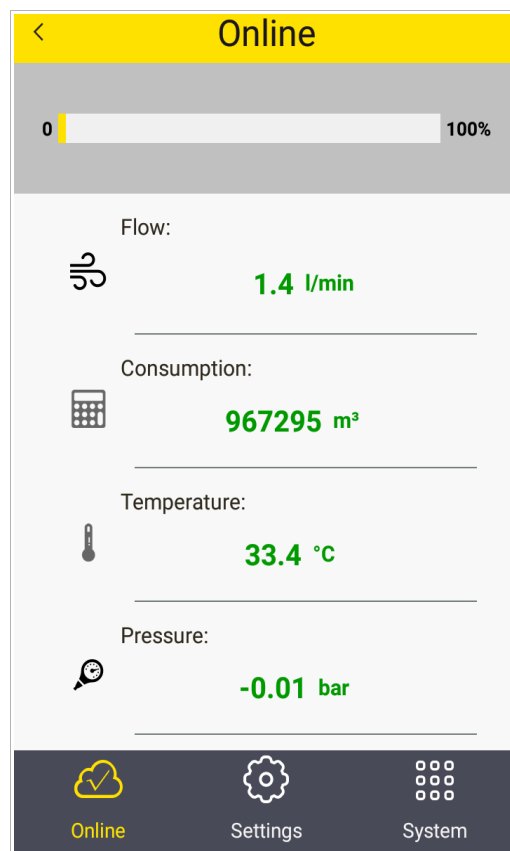 Online
0 100%
Flow:
1.4 l/min
Consumption:
967295 m³
Temperature:
33.4 °C
Pressure:
-0.01 bar
Online Settings System